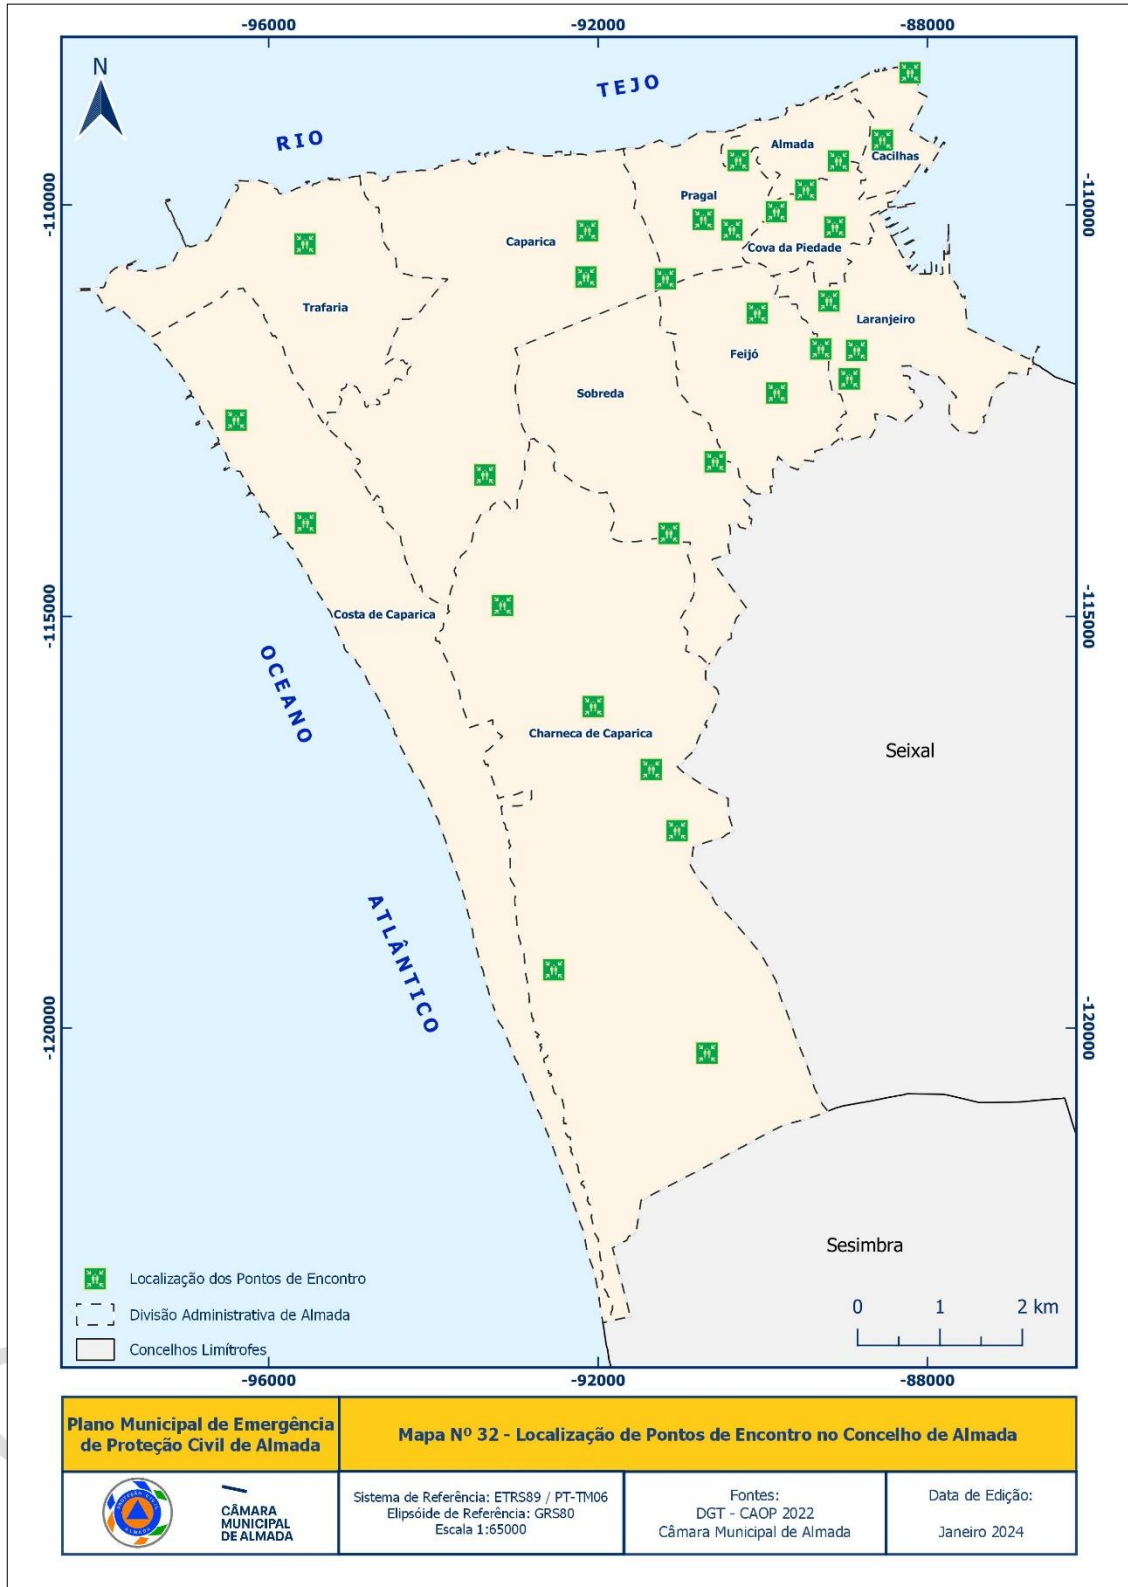 -96000
-92000
-88000
N
RIO
TEJO
Almada
Cacilhas
-110000
-110000
Pragal
Caparica
Cova da Piedade
Trafaria
Laranjeiro
Feijó
Sobreda
-115000
-115000
Costa de Caparica
OCEANO
Charneca de Caparica
Seixal
ATLÂNTICO
-120000
-120000
Sesimbra
Localização dos Pontos de Encontro
Divisão Administrativa de Almada
Concelhos Limítrofes
0 1 2 km
-96000
-92000
-88000
Plano Municipal de Emergência
de Proteção Civil de Almada
Mapa Nº 32 - Localização de Pontos de Encontro no Concelho de Almada
PROTEÇÃO CIVIL
ALMADA
CÂMARA
MUNICIPAL
DE ALMADA
Sistema de Referência: ETRS89 / PT-TM06
Elipsóide de Referência: GRS80
Escala 1:65000
Fontes:
DGT - CAOP 2022
Câmara Municipal de Almada
Data de Edição:
Janeiro 2024